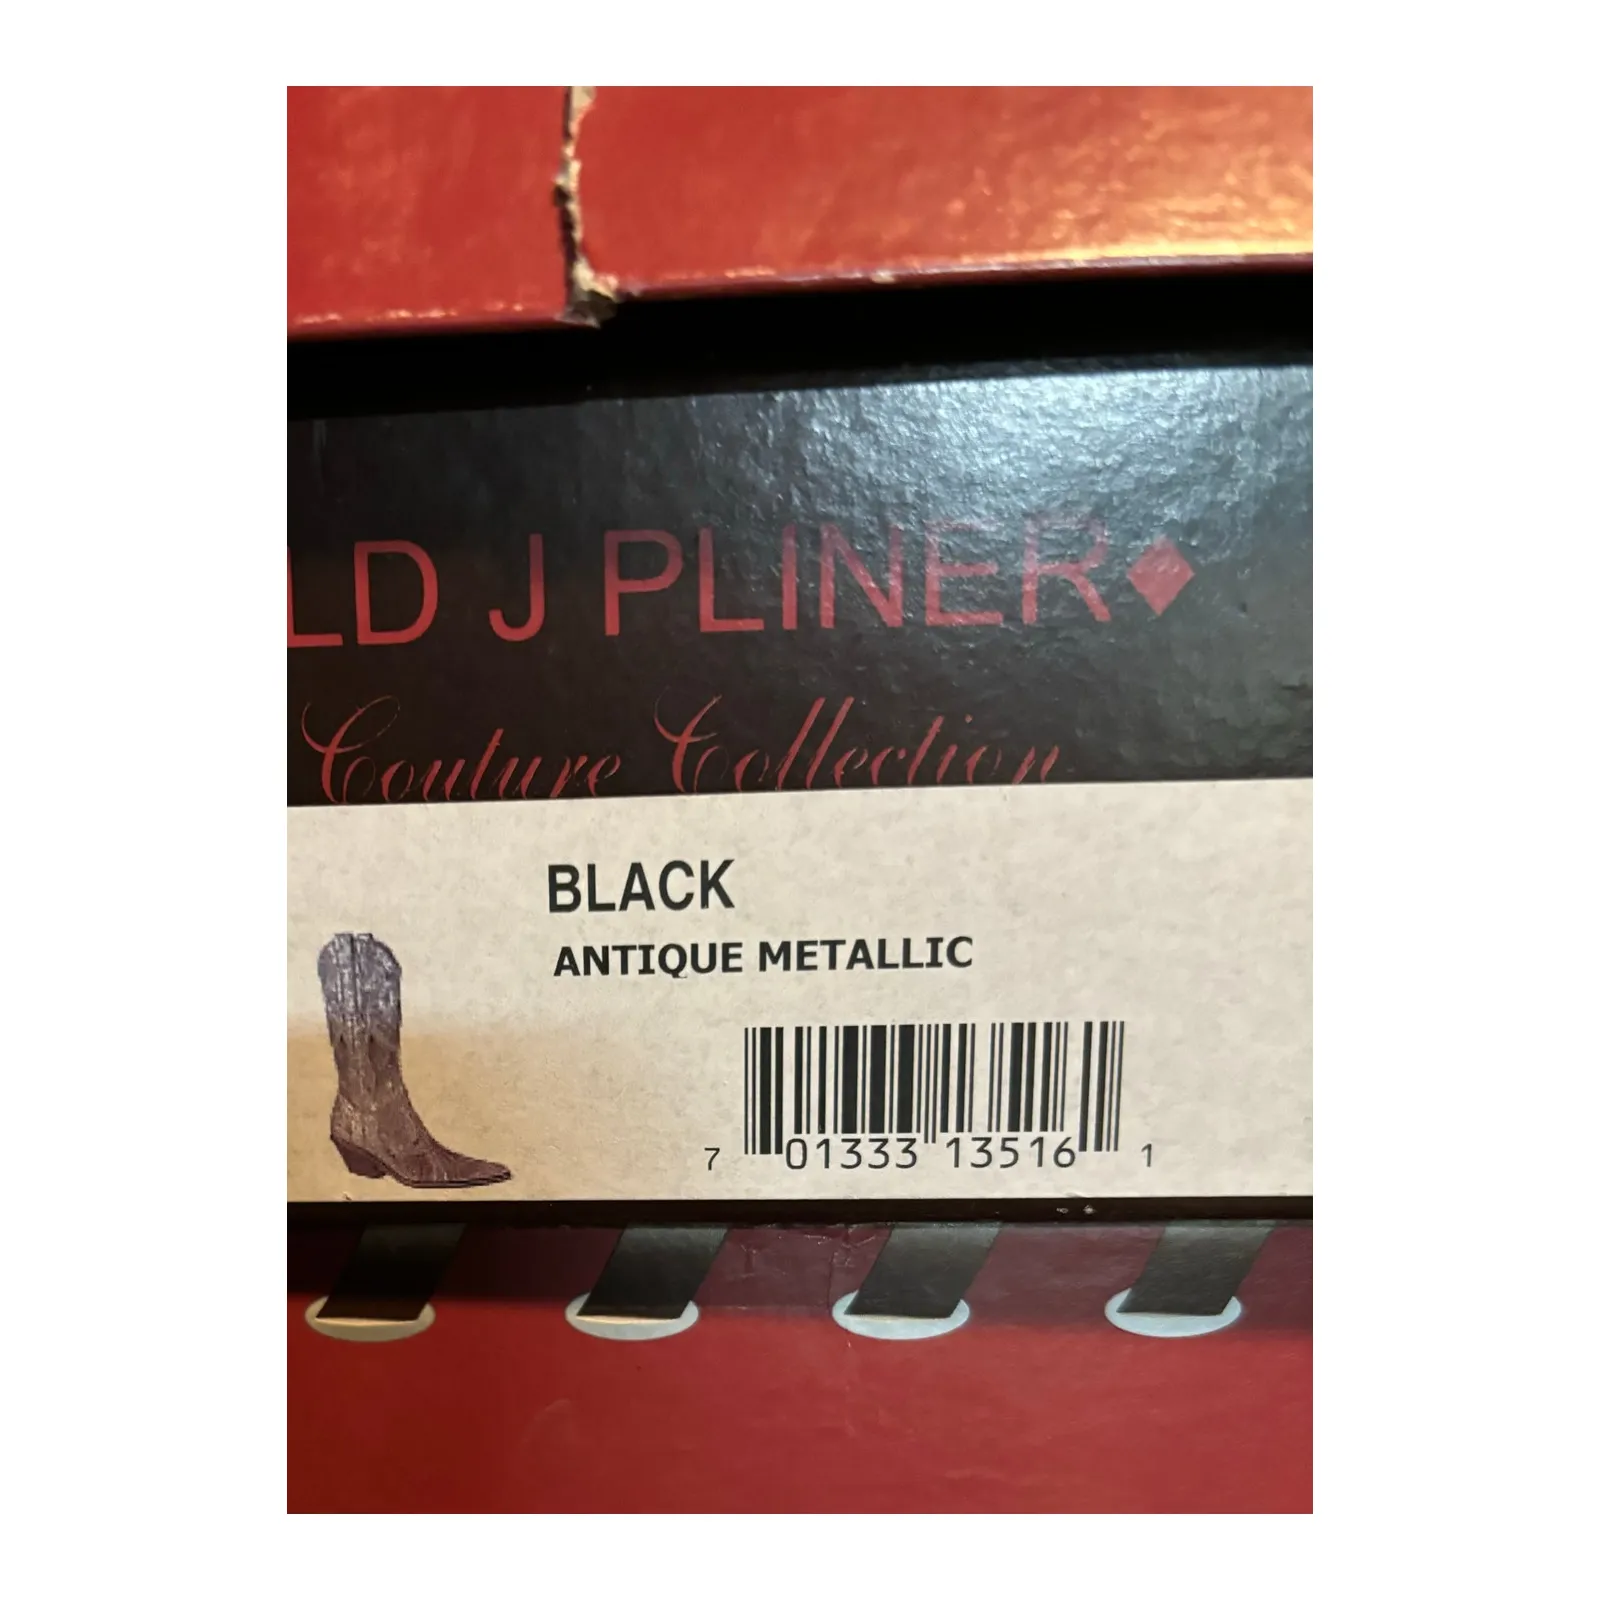 LD J PLINER♦
Couture Collection
BLACK
ANTIQUE METALLIC
7 01333 13516 1